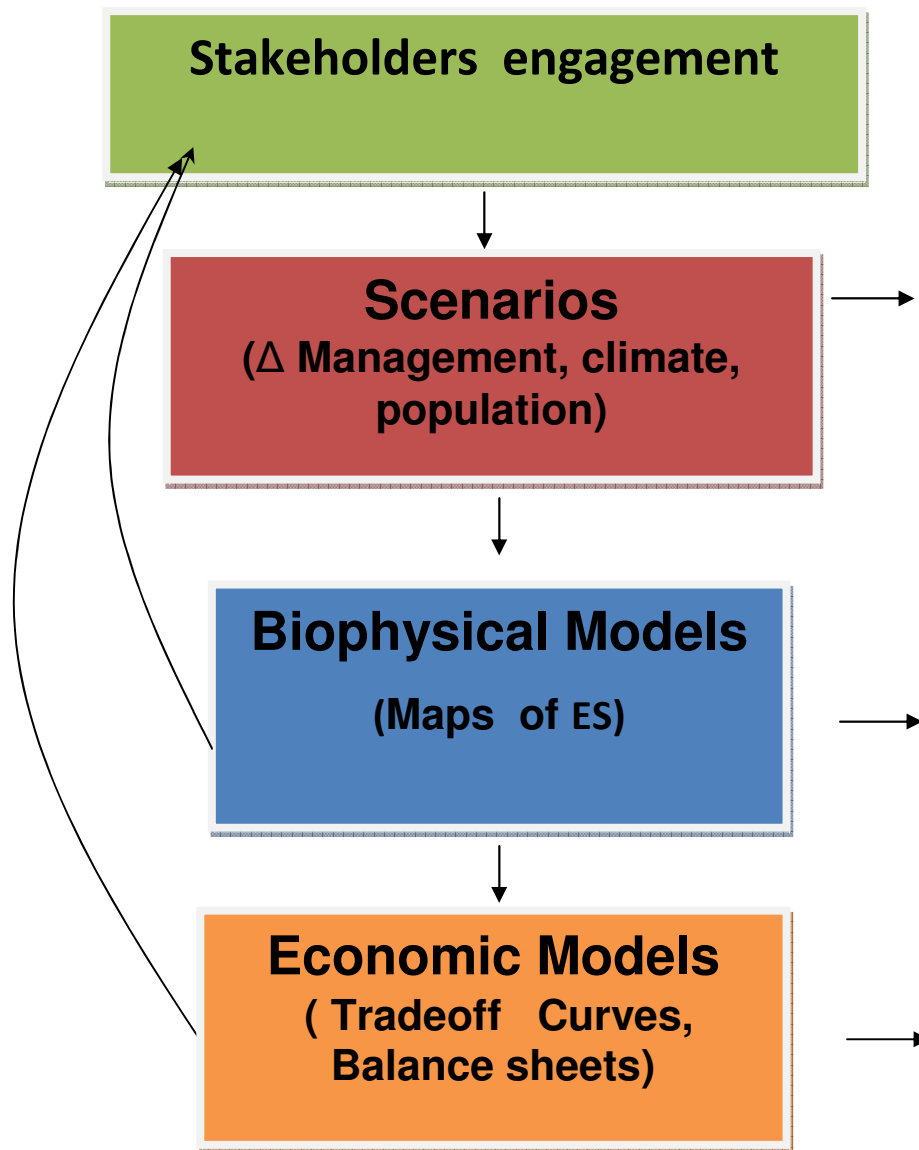 Stakeholders engagement
Scenarios
(Δ Management, climate,
population)
Biophysical Models
(Maps of ES)
Economic Models
( Tradeoff Curves,
Balance sheets)